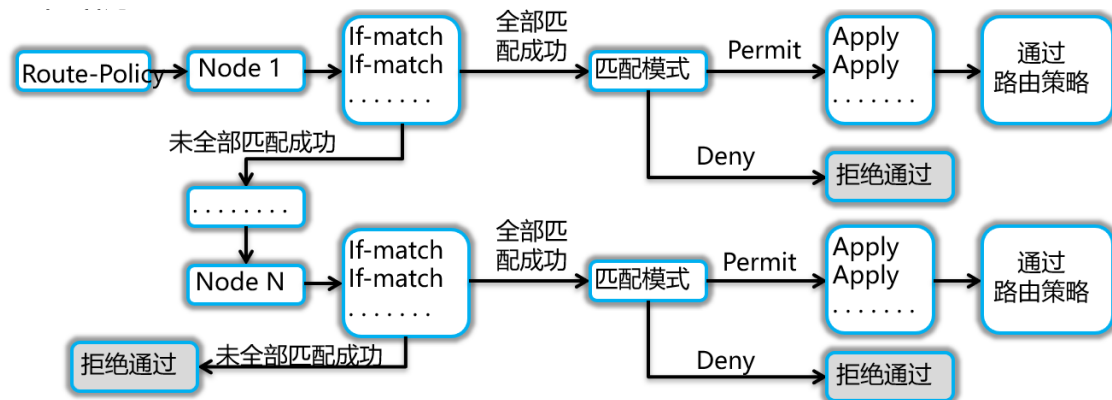 Route-Policy
Node 1
If-match
If-match
. . . . . . .
全部匹
配成功
匹配模式
Permit
Apply
Apply
. . . . . . .
通过
路由策略
Deny
拒绝通过
未全部匹配成功
. . . . . . . .
Node N
If-match
If-match
. . . . . . .
全部匹
配成功
匹配模式
Permit
Apply
Apply
. . . . . . .
通过
路由策略
Deny
拒绝通过
未全部匹配成功
拒绝通过